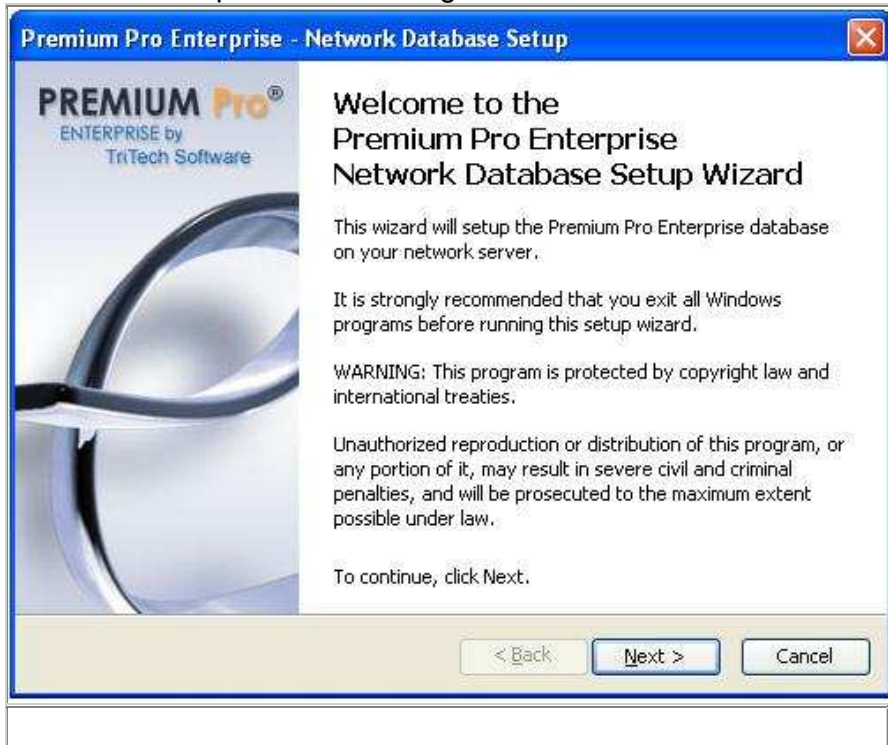 Premium Pro Enterprise - Network Database Setup
PREMIUM Pro®
ENTERPRISE by
TriTech Software
Welcome to the
Premium Pro Enterprise
Network Database Setup Wizard
This wizard will setup the Premium Pro Enterprise database
on your network server.
It is strongly recommended that you exit all Windows
programs before running this setup wizard.
WARNING: This program is protected by copyright law and
international treaties.
Unauthorized reproduction or distribution of this program, or
any portion of it, may result in severe civil and criminal
penalties, and will be prosecuted to the maximum extent
possible under law.
To continue, click Next.
< Back Next > Cancel